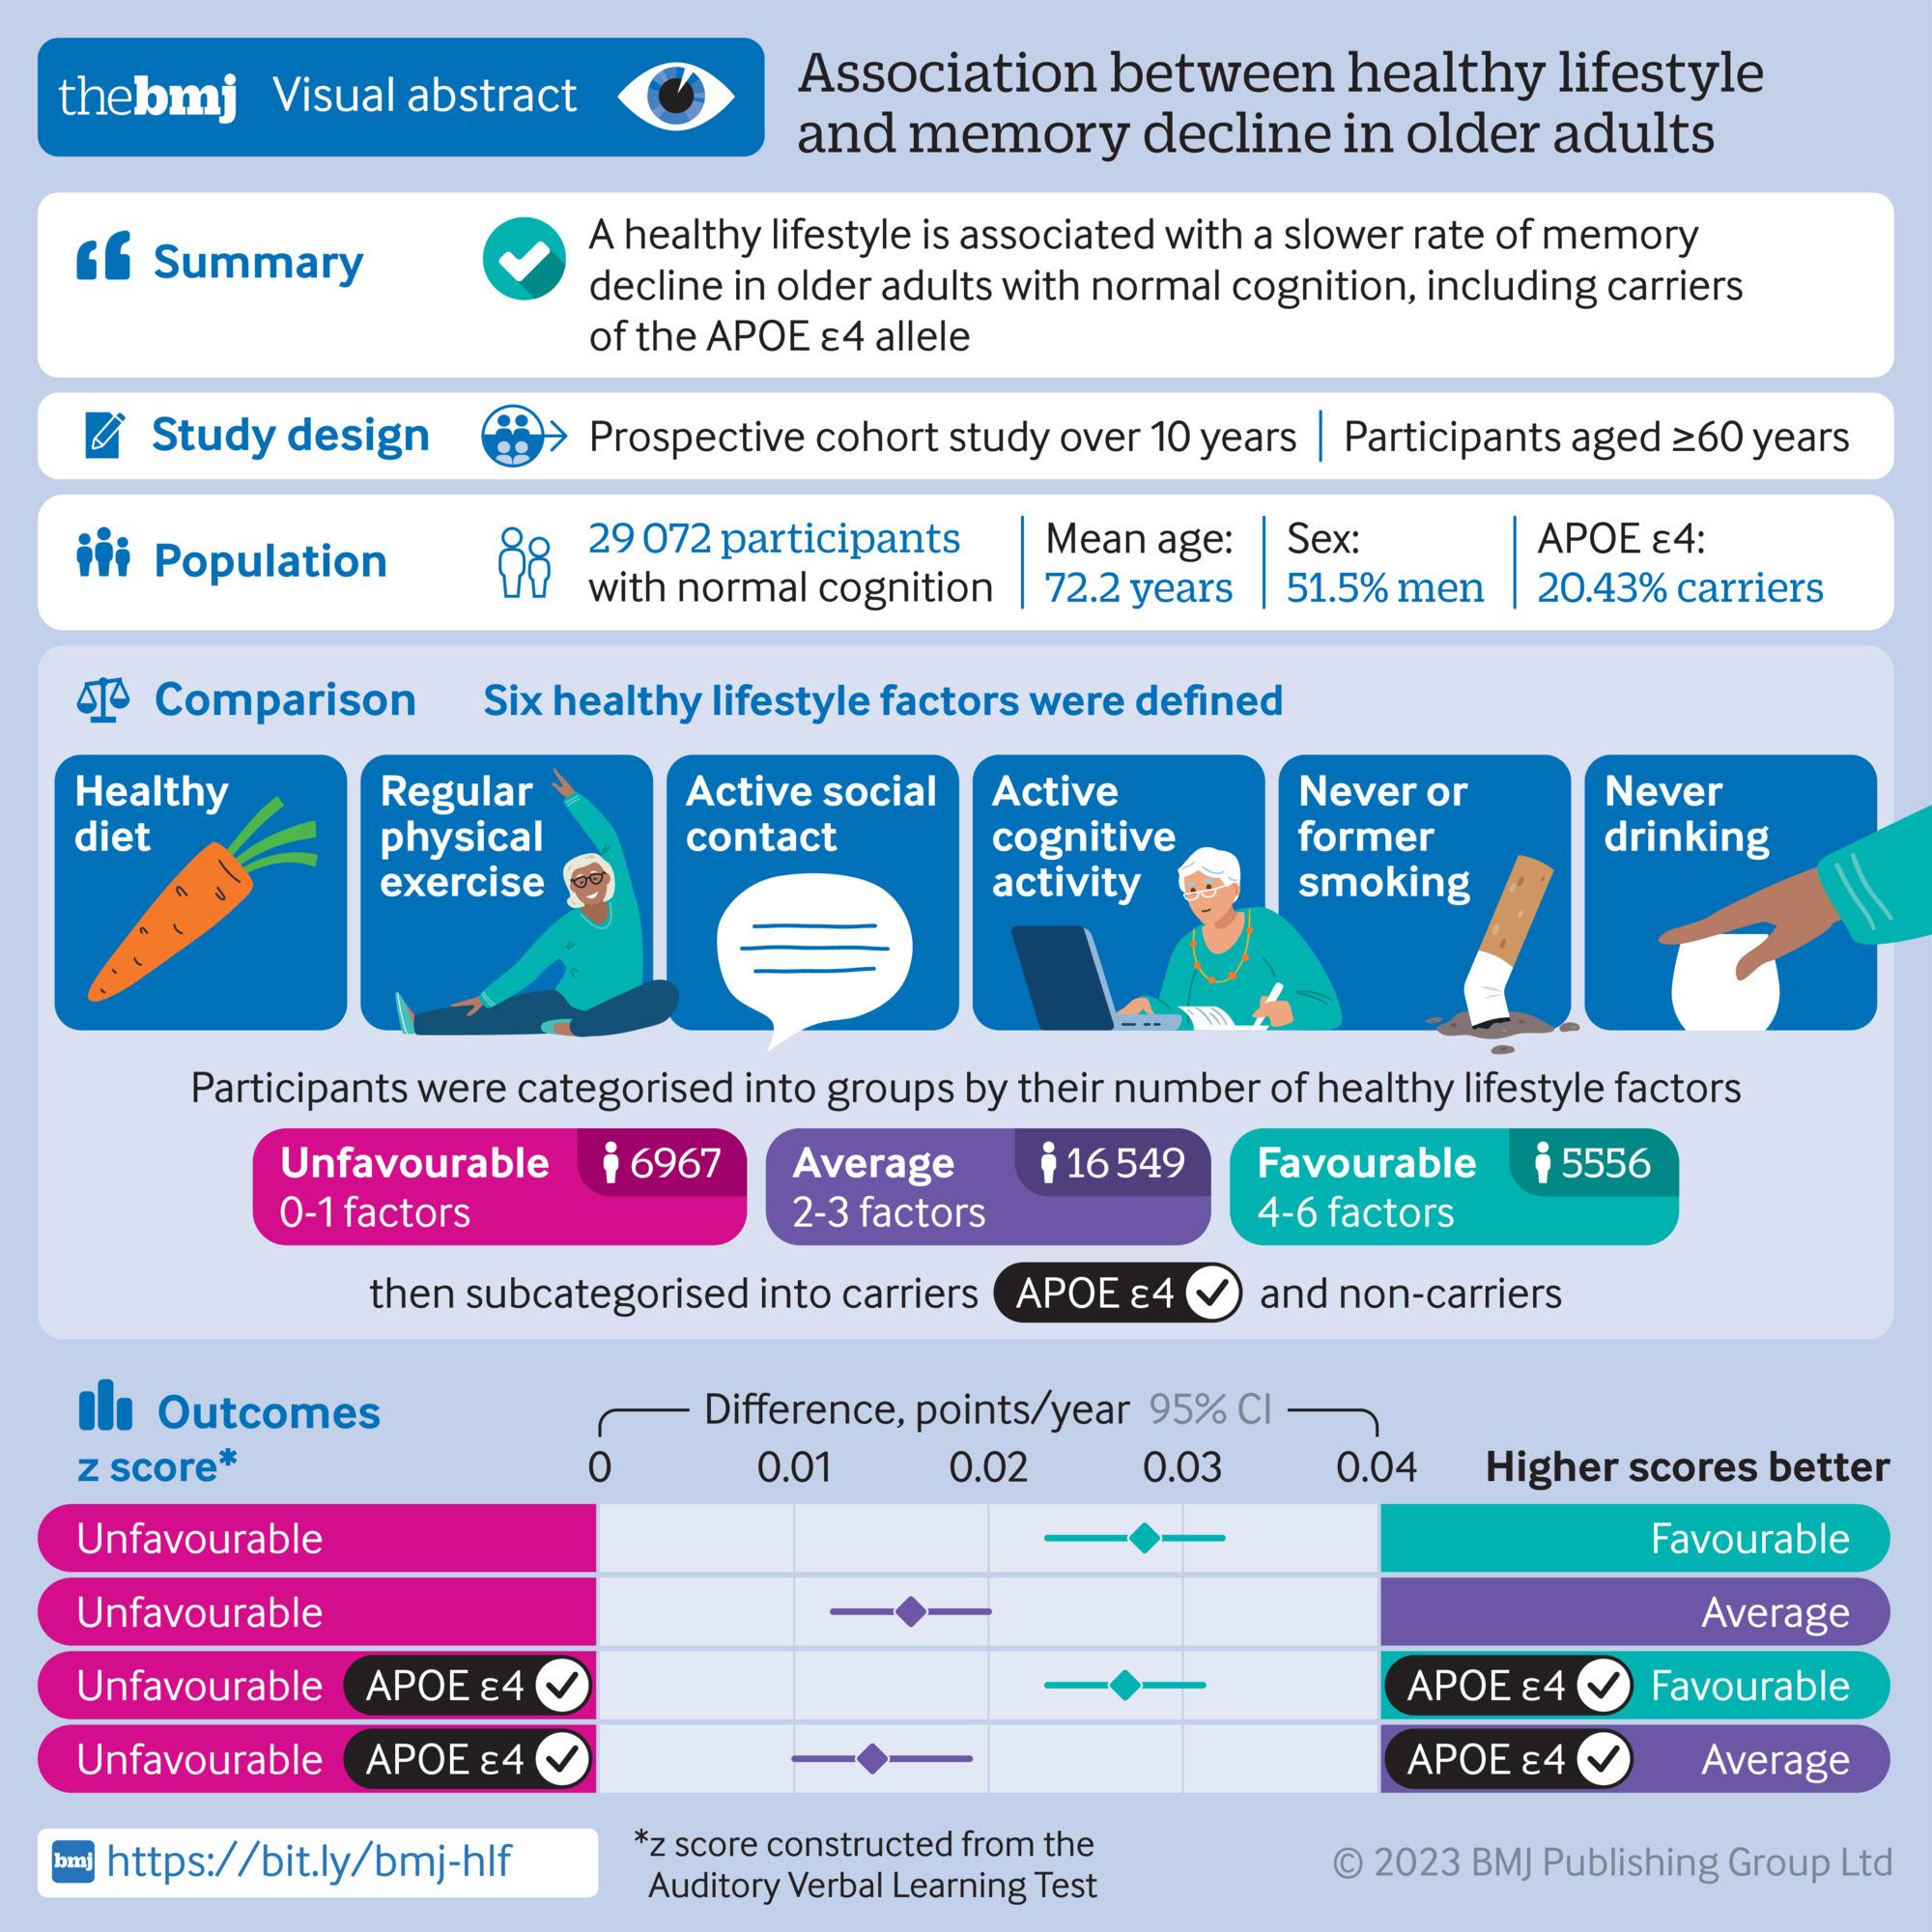 thebmj Visual abstract
Association between healthy lifestyle
and memory decline in older adults
Summary
A healthy lifestyle is associated with a slower rate of memory
decline in older adults with normal cognition, including carriers
of the APOE ε4 allele
Study design
Prospective cohort study over 10 years
Participants aged ≥60 years
Population
29 072 participants
with normal cognition
Mean age:
72.2 years
Sex:
51.5% men
APOE ε4:
20.43% carriers
Comparison
Six healthy lifestyle factors were defined
Healthy
diet
Regular
physical
exercise
Active social
contact
Active
cognitive
activity
Never or
former
smoking
Never
drinking
Participants were categorised into groups by their number of healthy lifestyle factors
Unfavourable 6967
0-1 factors
Average 16 549
2-3 factors
Favourable 5556
4-6 factors
then subcategorised into carriers APOE ε4 and non-carriers
Outcomes
z score*
Difference, points/year 95% CI
0 0.01 0.02 0.03 0.04
Higher scores better
Unfavourable Favourable
Unfavourable Average
Unfavourable APOE ε4 APOE ε4 Favourable
Unfavourable APOE ε4 APOE ε4 Average
bmj https://bit.ly/bmj-hlf
*z score constructed from the
Auditory Verbal Learning Test
© 2023 BMJ Publishing Group Ltd